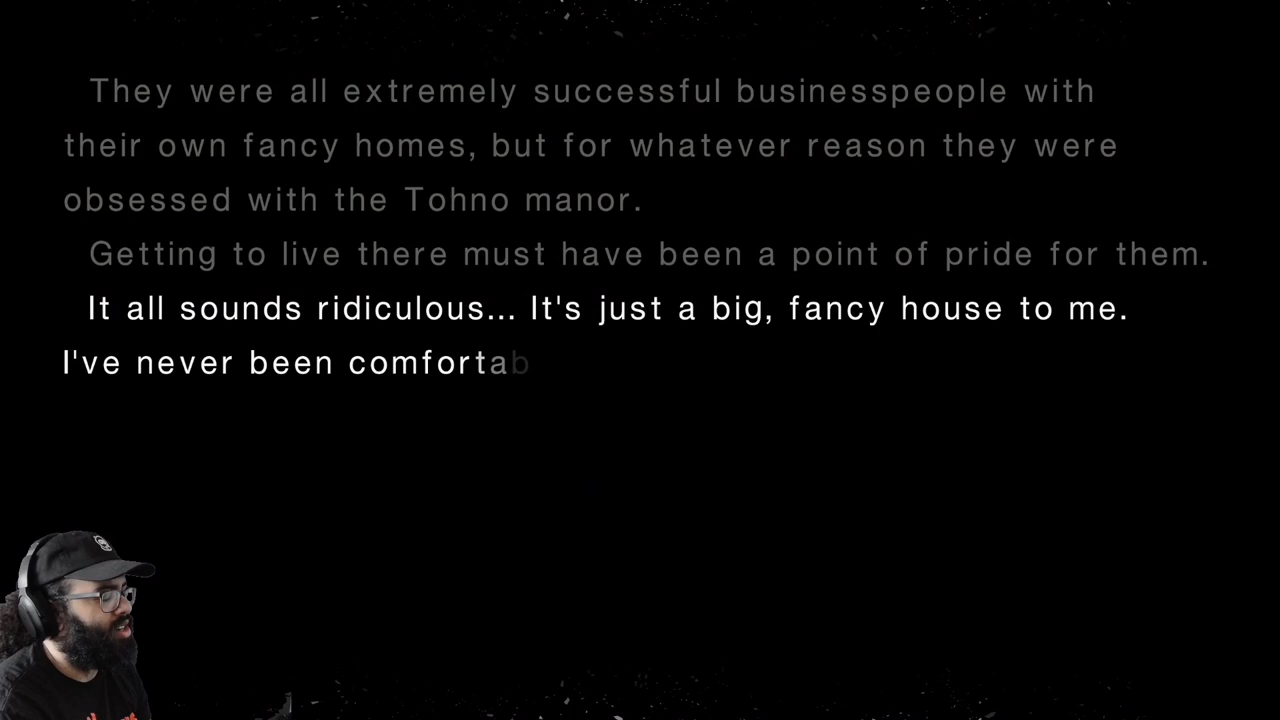 They were all extremely successful businesspeople with
their own fancy homes, but for whatever reason they were
obsessed with the Tohno manor.
Getting to live there must have been a point of pride for them.
It all sounds ridiculous... It's just a big, fancy house to me.
I've never been comfortab